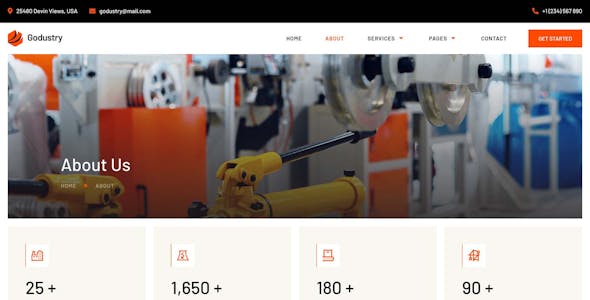 25480 Devin Views, USA godustry@mail.com +1 (234) 567 890
Godustry HOME ABOUT SERVICES PAGES CONTACT GET STARTED
About Us
HOME ABOUT
25 + 1,650 + 180 + 90 +